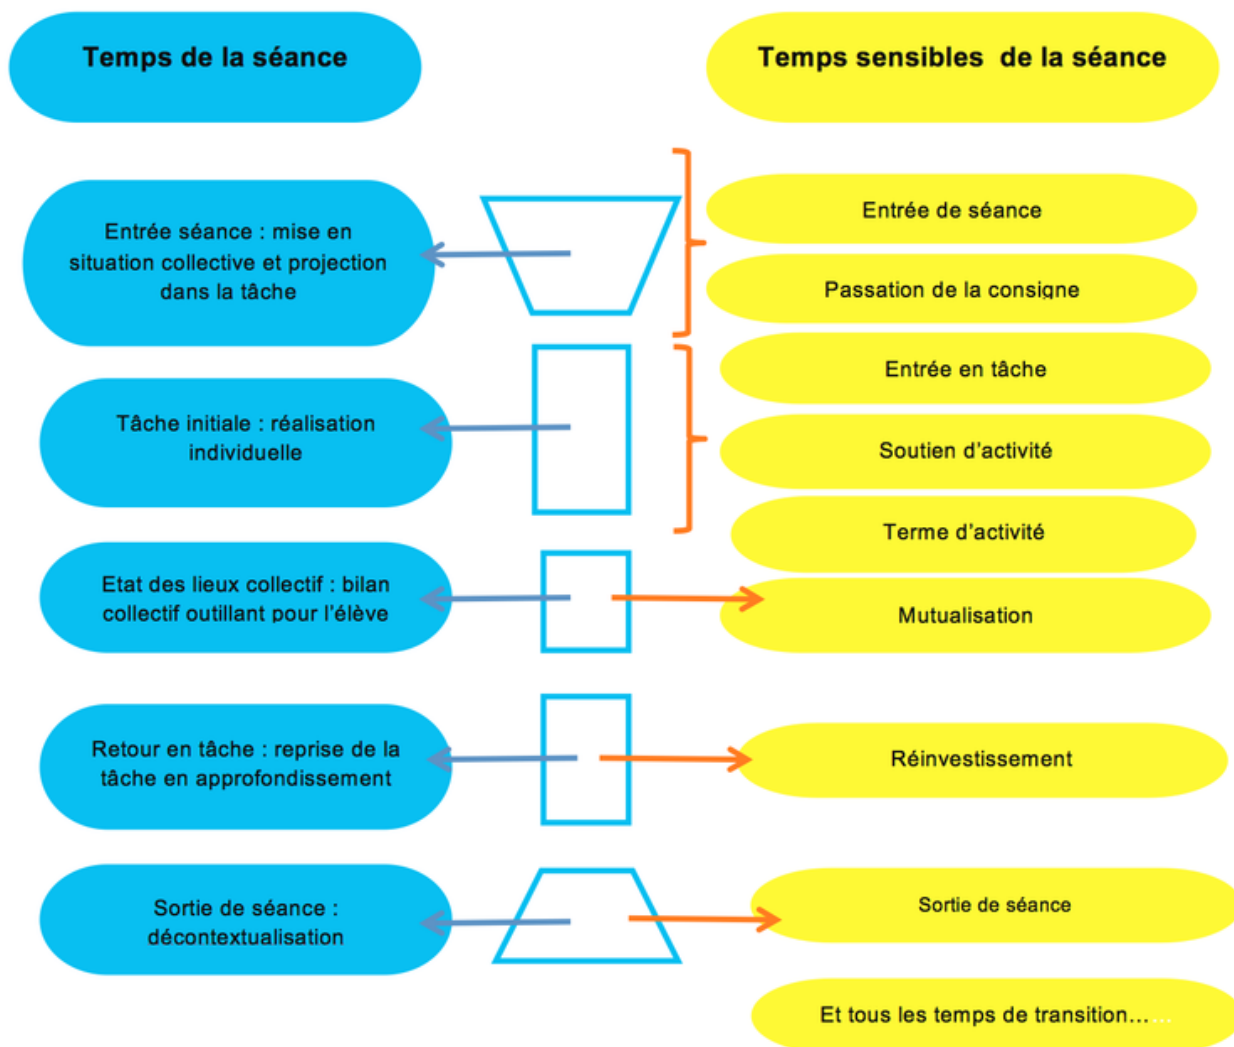 Temps de la séance
Temps sensibles de la séance
Entrée séance : mise en
situation collective et projection
dans la tâche
Entrée de séance
Passation de la consigne
Tâche initiale : réalisation
individuelle
Entrée en tâche
Soutien d'activité
Terme d'activité
Etat des lieux collectif : bilan
collectif outillant pour l'élève
Mutualisation
Retour en tâche : reprise de la
tâche en approfondissement
Réinvestissement
Sortie de séance :
décontextualisation
Sortie de séance
Et tous les temps de transition……